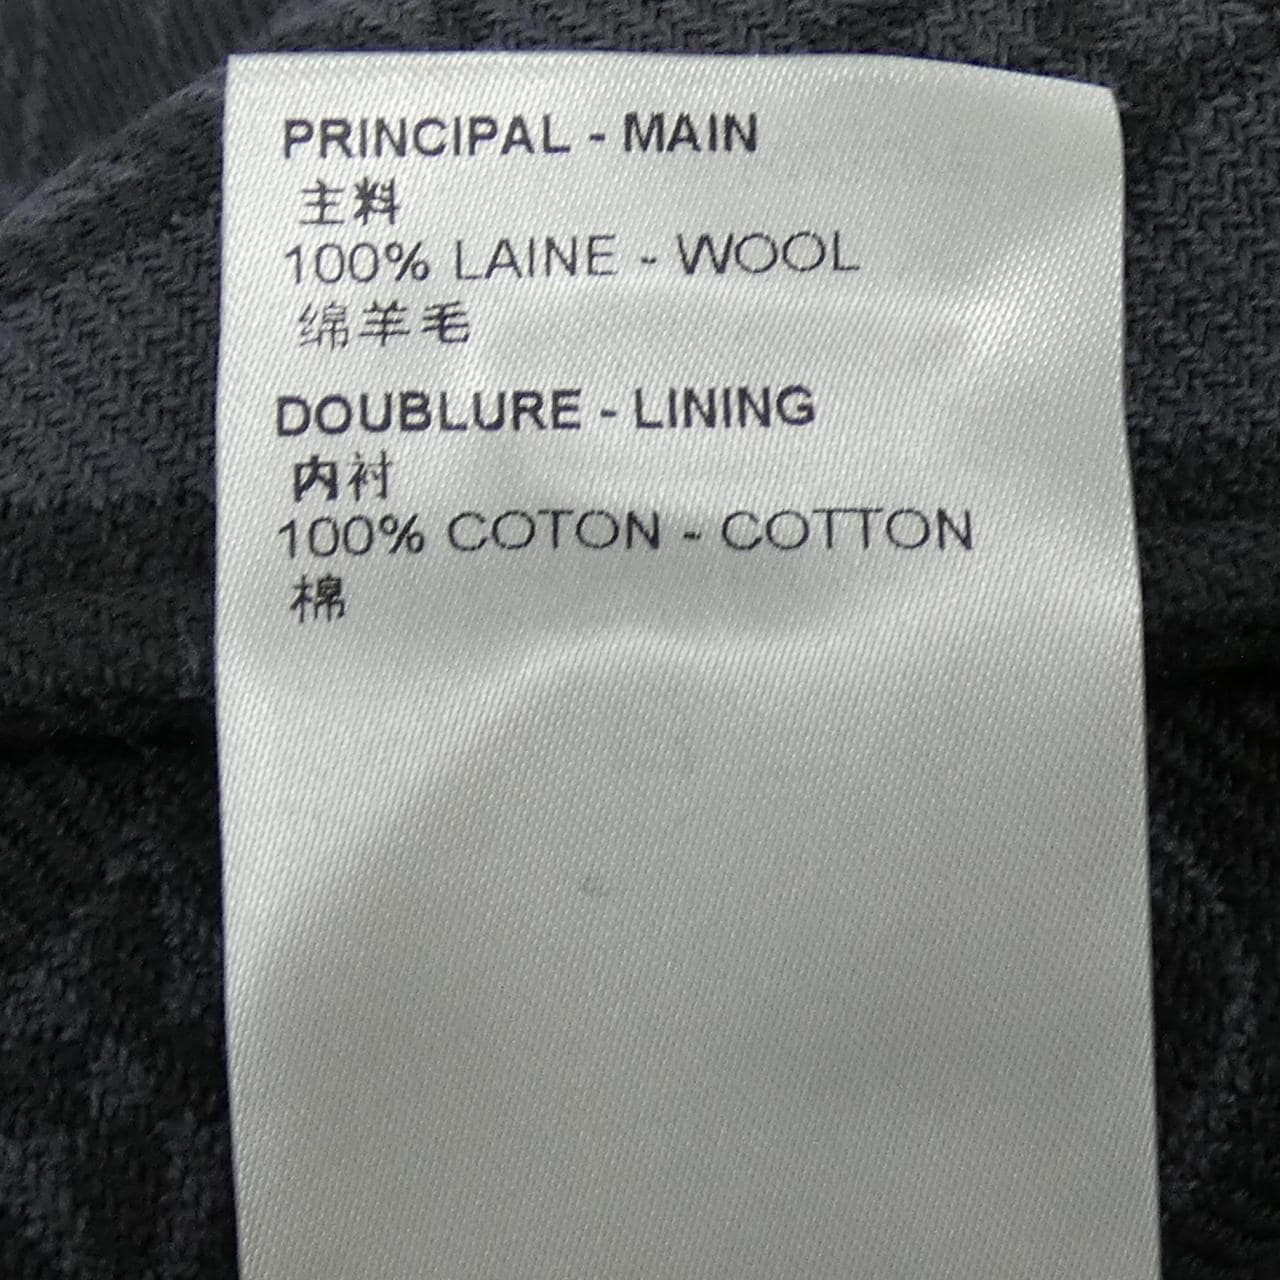 PRINCIPAL - MAIN
主料
100% LAINE - WOOL
绵羊毛
DOUBLURE - LINING
内衬
100% COTON - COTTON
棉